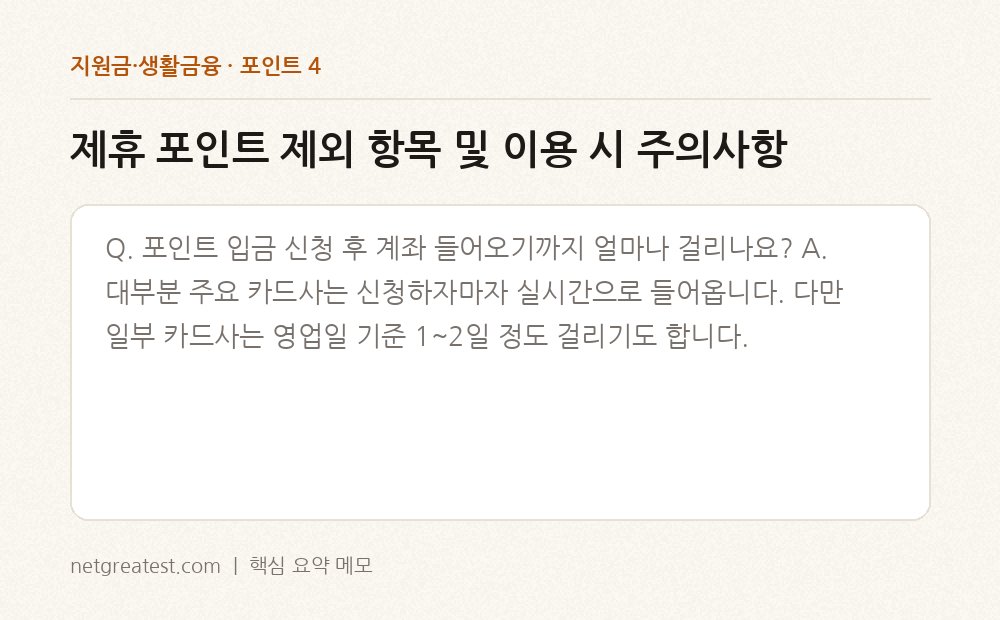 지원금·생활금융 · 포인트 4
제휴 포인트 제외 항목 및 이용 시 주의사항
Q. 포인트 입금 신청 후 계좌 들어오기까지 얼마나 걸리나요? A.
대부분 주요 카드사는 신청하자마자 실시간으로 들어옵니다. 다만
일부 카드사는 영업일 기준 1~2일 정도 걸리기도 합니다.
netgreatest.com | 핵심 요약 메모